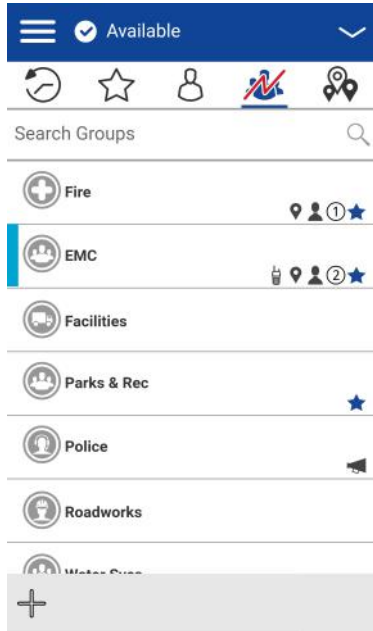 Available
Search Groups
Fire
1
EMC
2
Facilities
Parks & Rec
Police
Roadworks